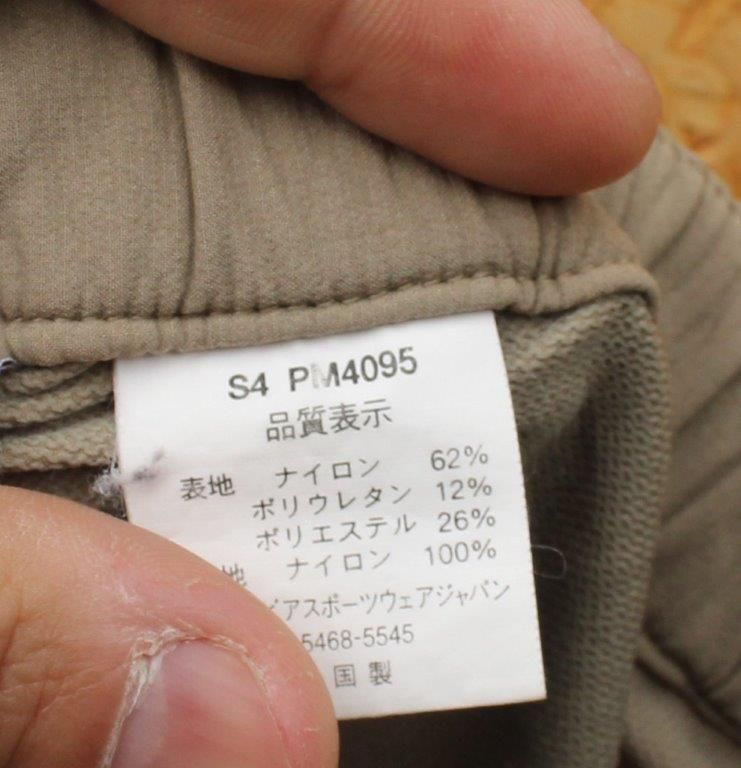 S4 PM4095
品質表示
表地 ナイロン 62%
ポリウレタン 12%
ポリエステル 26%
地 ナイロン 100%
ビアスポーツウェアジャパン
5468-5545
国製